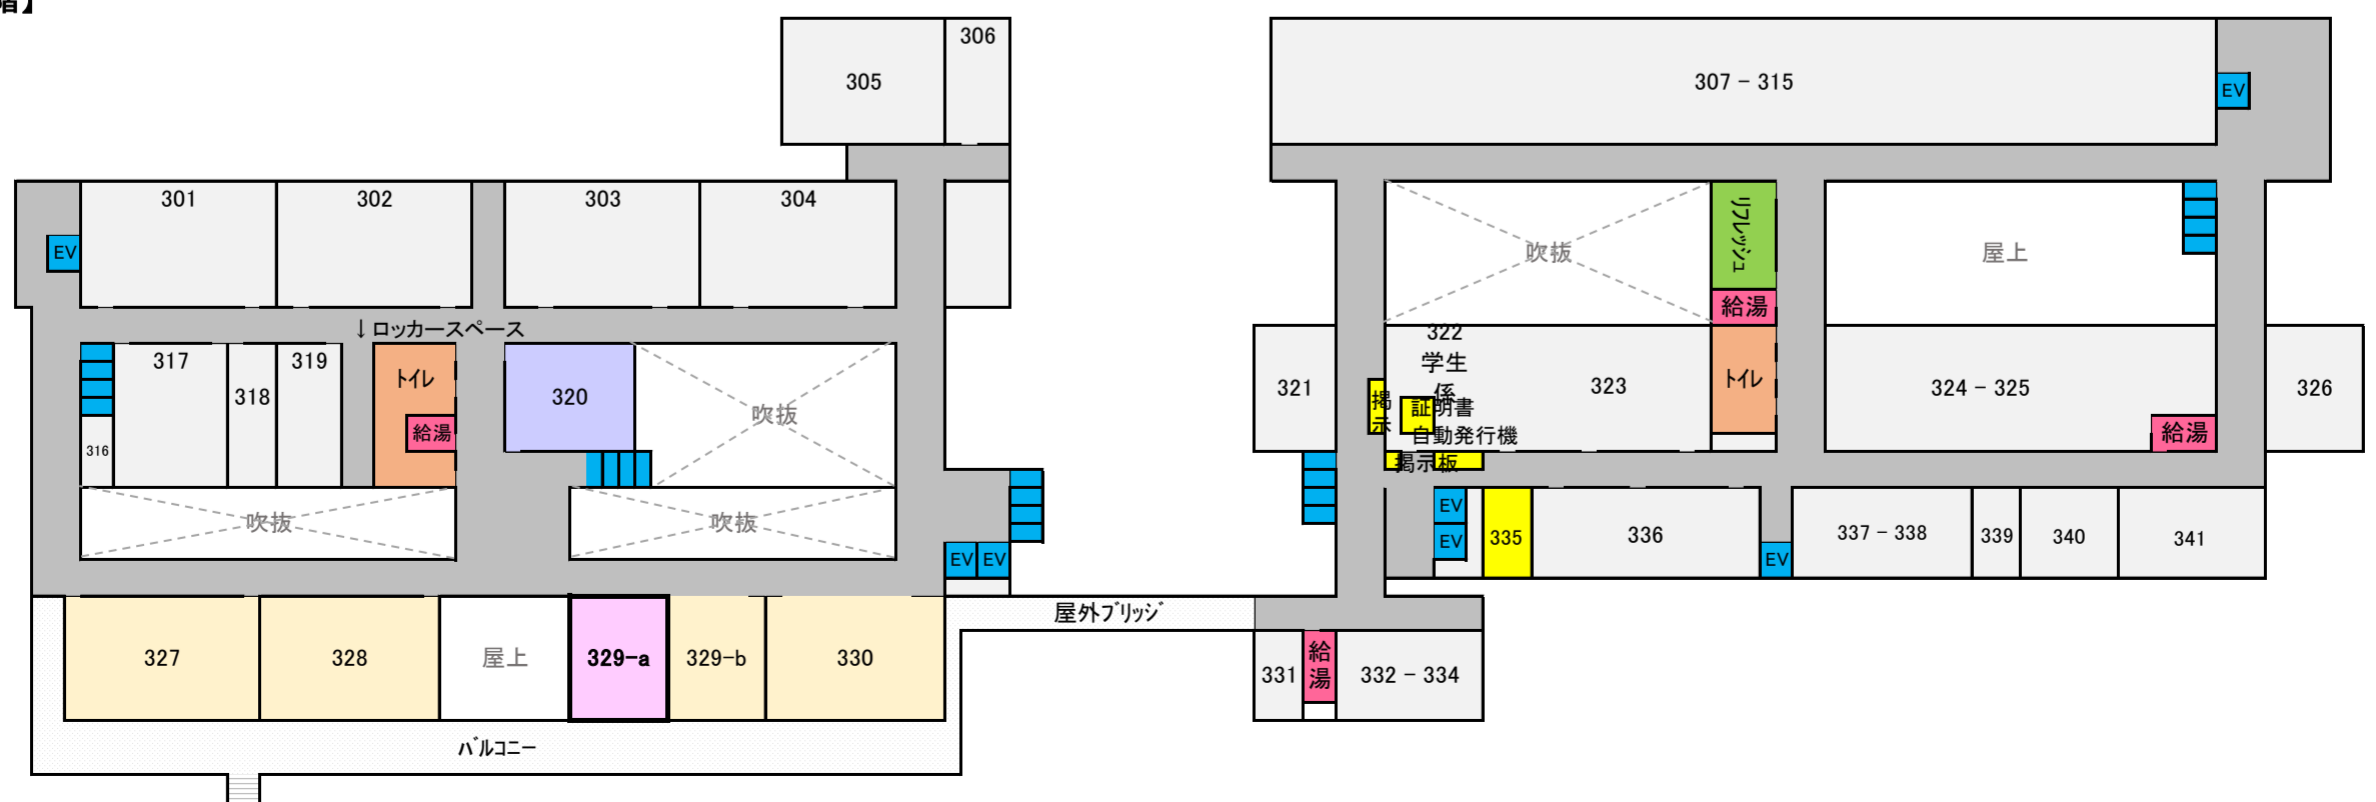 階】
306
305
307 − 315
EV
301
302
303
304
リフレッシュ
EV
吹抜
屋上
給湯
↓ロッカースペース
322
317
319
学生
トイレ
トイレ
318
320
321
係
323
324 − 325
326
掲
示
証明書
吹抜
給湯
自動発行機
給湯
316
掲示板
EV
吹抜
吹抜
335
336
337 − 338
339
340
341
EV
EV
EV
EV
屋外ブリッジ
327
328
屋上
329-a
329-b
330
331
給
湯
332 − 334
バルコニー